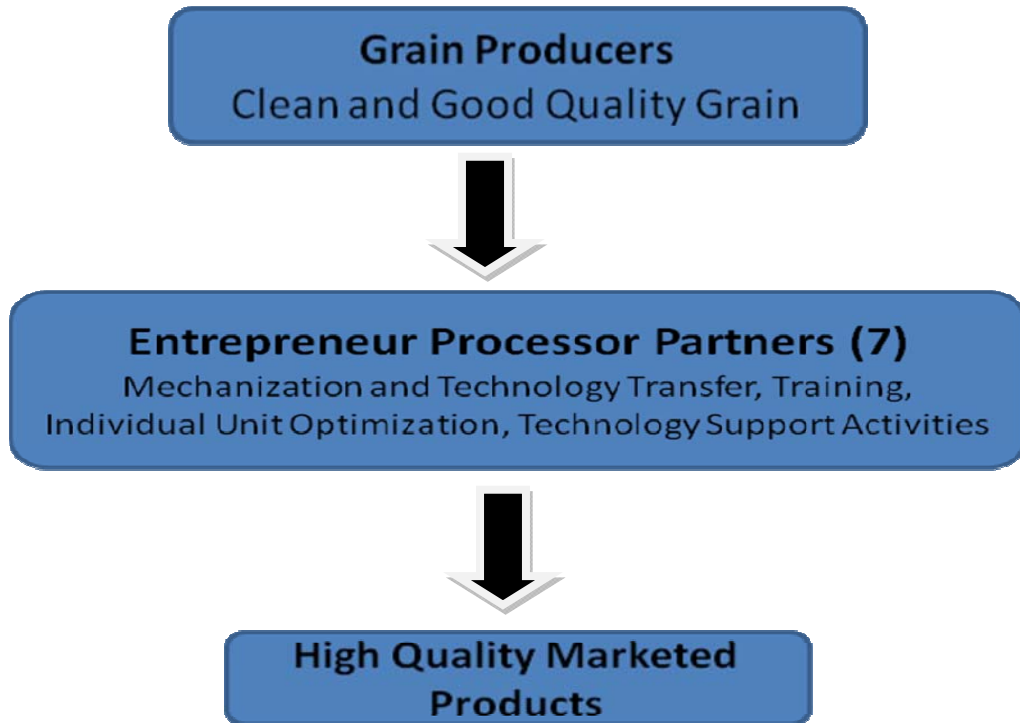 Grain Producers
Clean and Good Quality Grain
Entrepreneur Processor Partners (7)
Mechanization and Technology Transfer, Training,
Individual Unit Optimization, Technology Support Activities
High Quality Marketed
Products